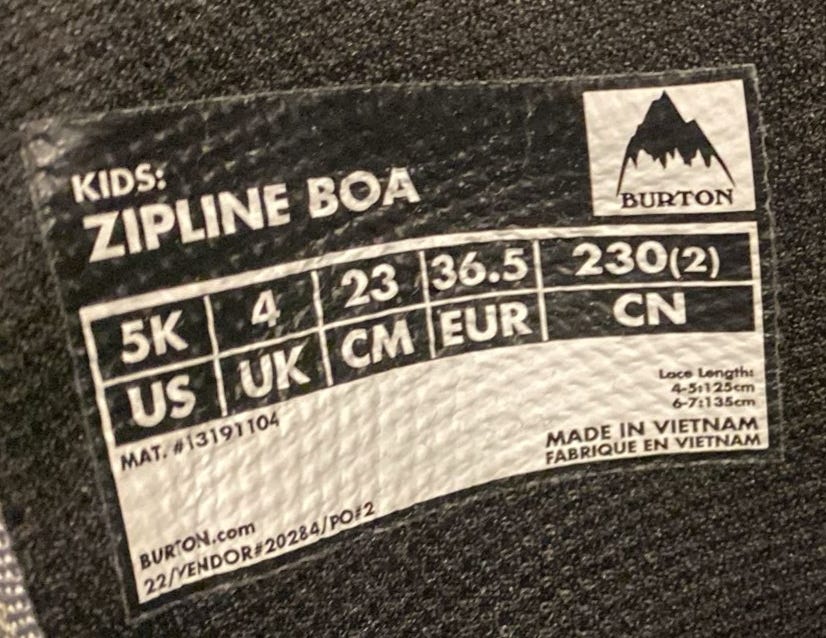 KIDS:
ZIPLINE BOA
BURTON
5K 4 23 36.5 230(2)
US UK CM EUR CN
MAT. #13191104
Lace Length:
4-5:125cm
6-7:135cm
MADE IN VIETNAM
FABRIQUE EN VIETNAM
BURTON.com
22/VENDOR#20284/PO#2